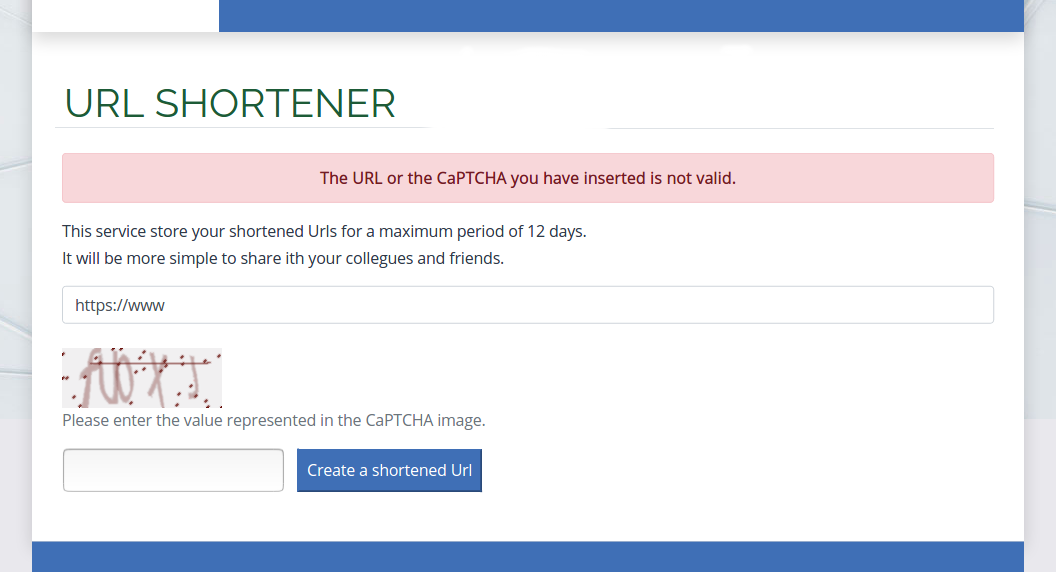 URL SHORTENER
The URL or the CaPTCHA you have inserted is not valid.
This service store your shortened Urls for a maximum period of 12 days.
It will be more simple to share ith your collegues and friends.
https://www
Please enter the value represented in the CaPTCHA image.
Create a shortened Url